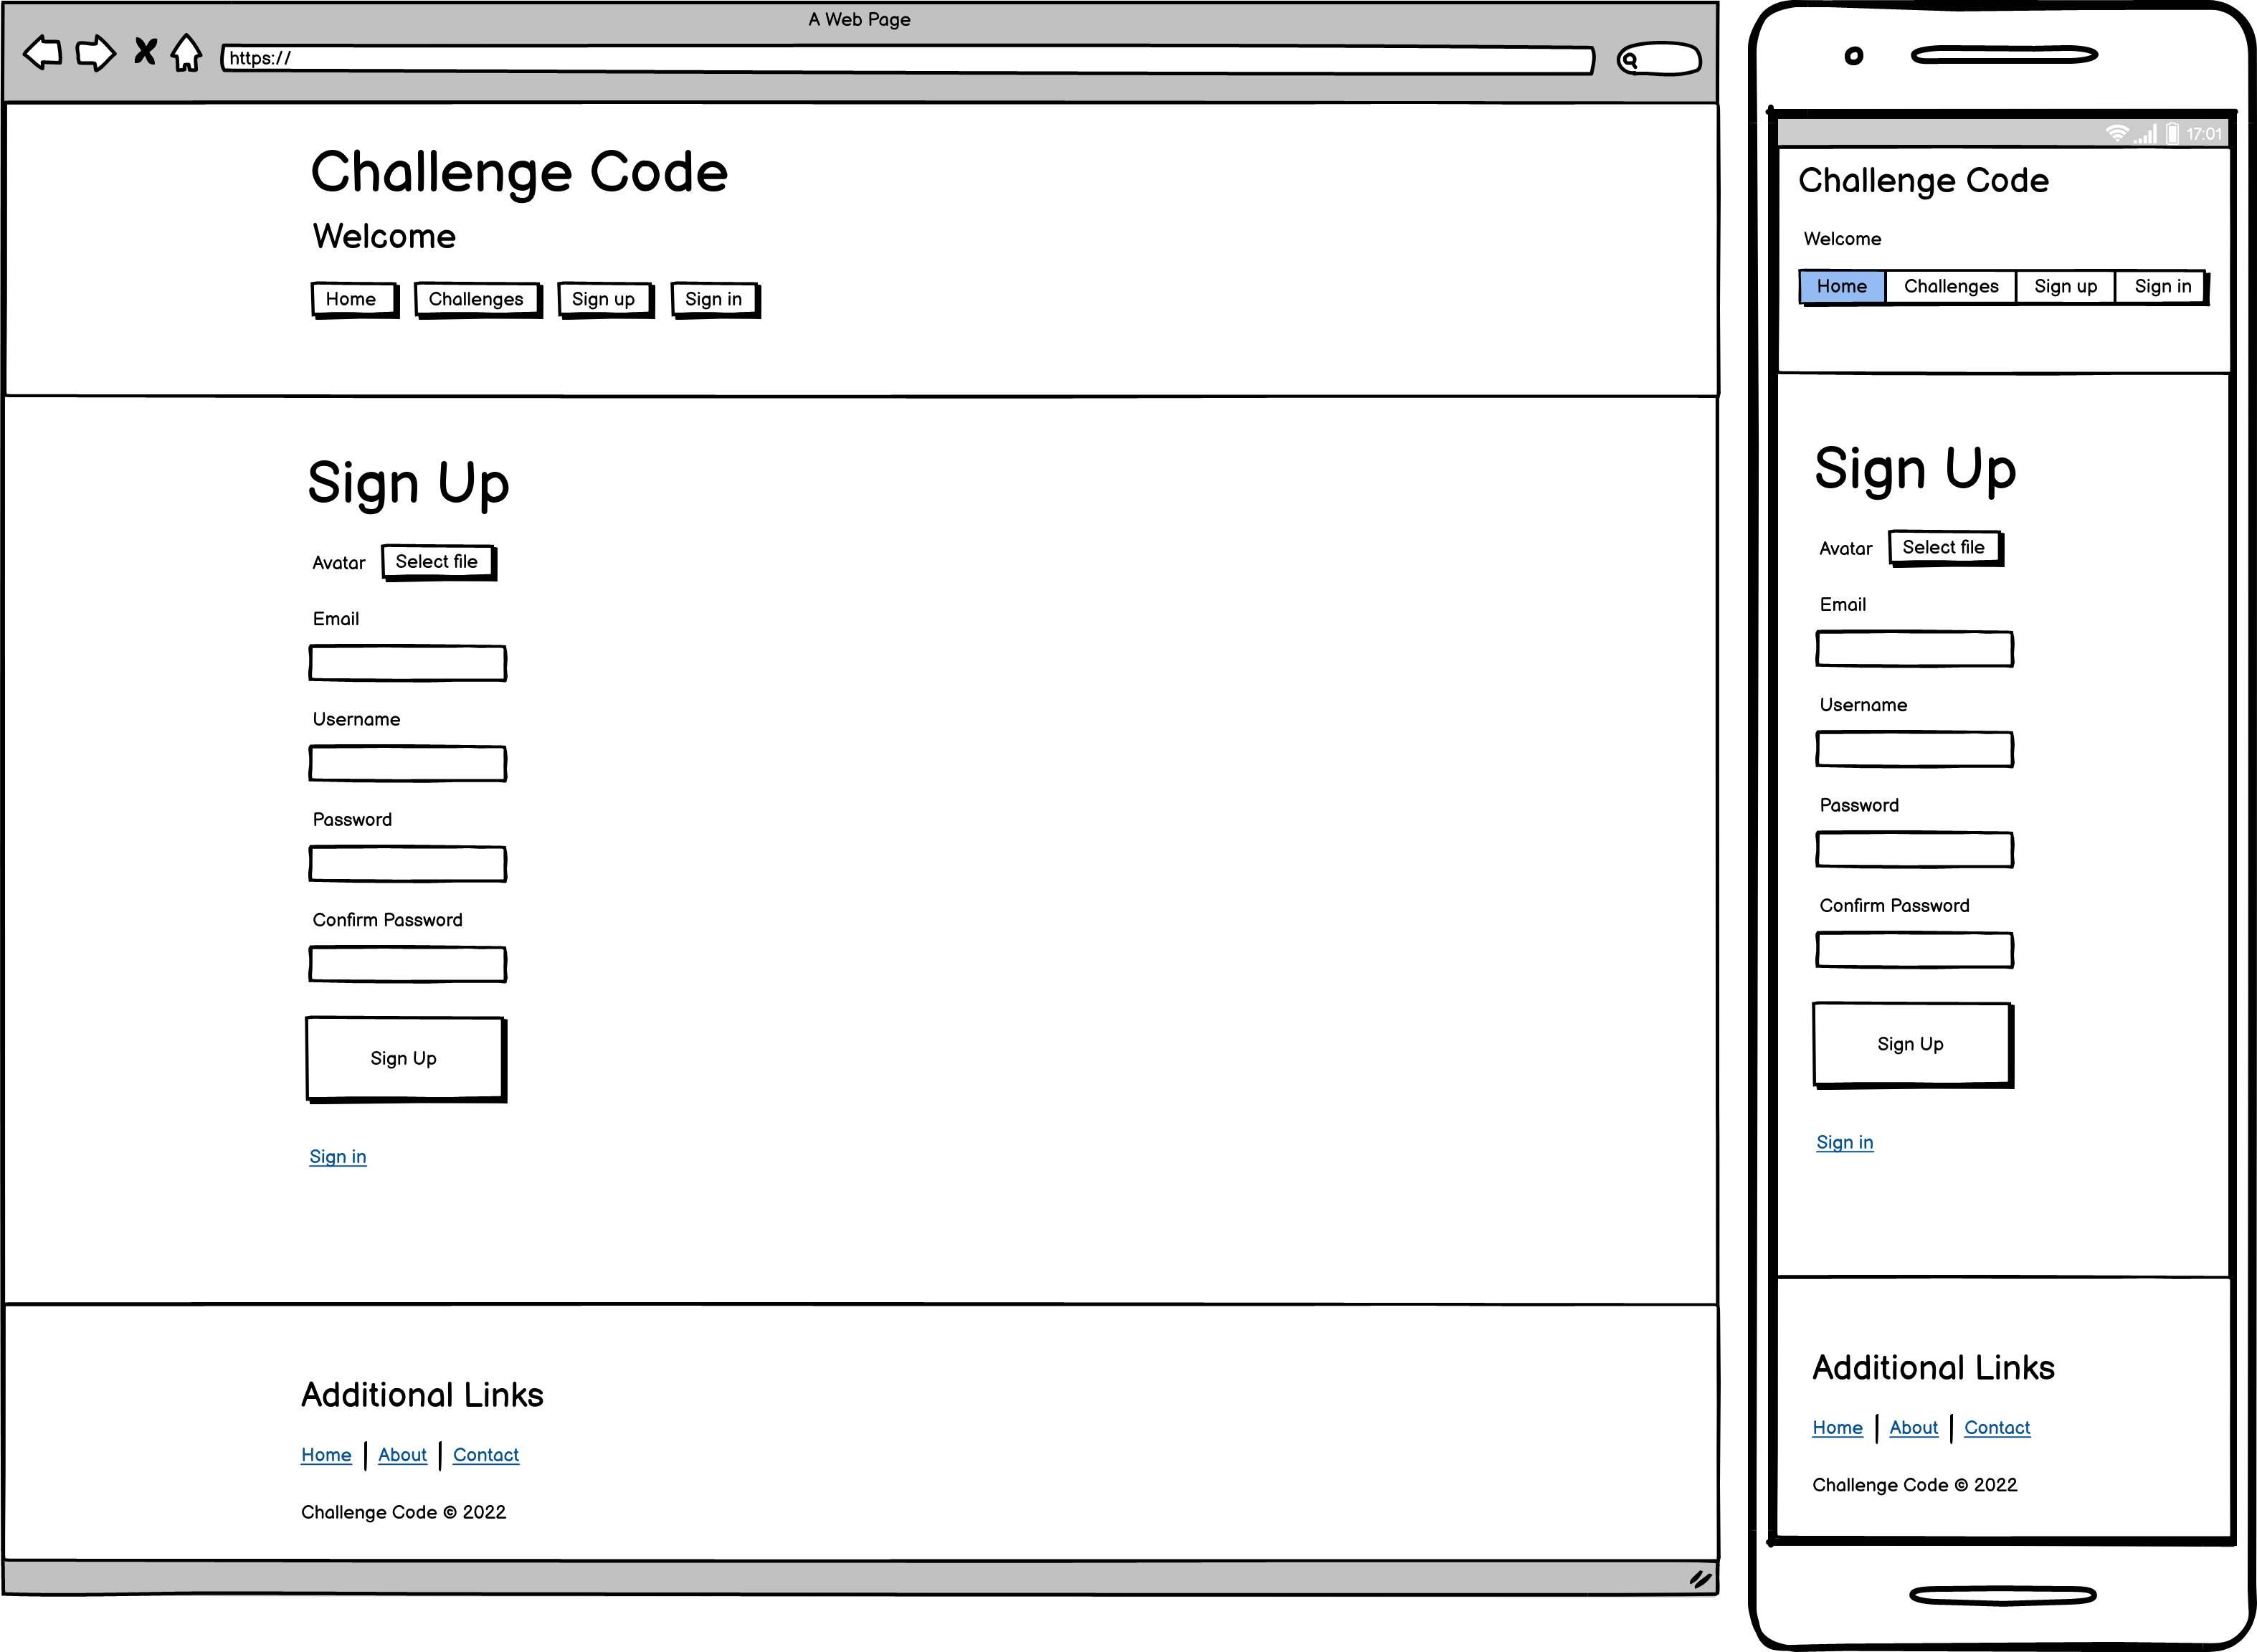 A Web Page
https://
Challenge Code
Welcome
Home Challenges Sign up Sign in
Sign Up
Avatar Select file
Email
Username
Password
Confirm Password
Sign Up
Sign in
Additional Links
Home About Contact
Challenge Code © 2022
17:01
Challenge Code
Welcome
Home Challenges Sign up Sign in
Sign Up
Avatar Select file
Email
Username
Password
Confirm Password
Sign Up
Sign in
Additional Links
Home About Contact
Challenge Code © 2022